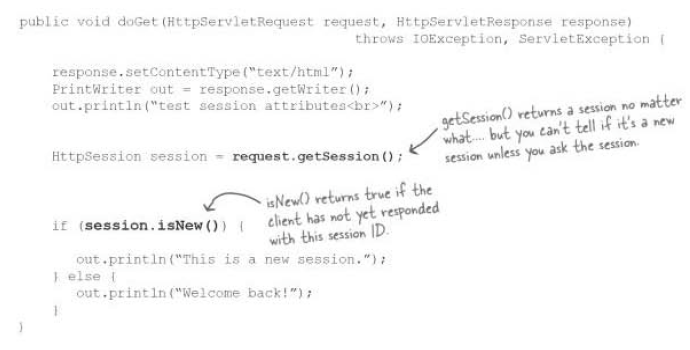 public void doGet(HttpServletRequest request, HttpServletResponse response)
throws IOException, ServletException {
response.setContentType("text/html");
PrintWriter out = response.getWriter();
out.println("test session attributes<br>");
getSession() returns a session no matter
what.... but you can't tell if it's a new
session unless you ask the session.
HttpSession session = request.getSession();
isNew() returns true if the
client has not yet responded
with this session ID.
if (session.isNew()) {
out.println("This is a new session.");
} else {
out.println("Welcome back!");
}
}